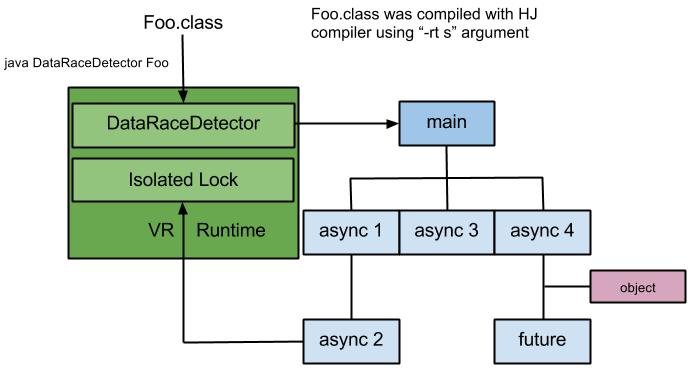 Foo.class
Foo.class was compiled with HJ
compiler using “-rt s” argument
java DataRaceDetector Foo
DataRaceDetector
main
Isolated Lock
VR Runtime
async 1
async 3
async 4
object
async 2
future